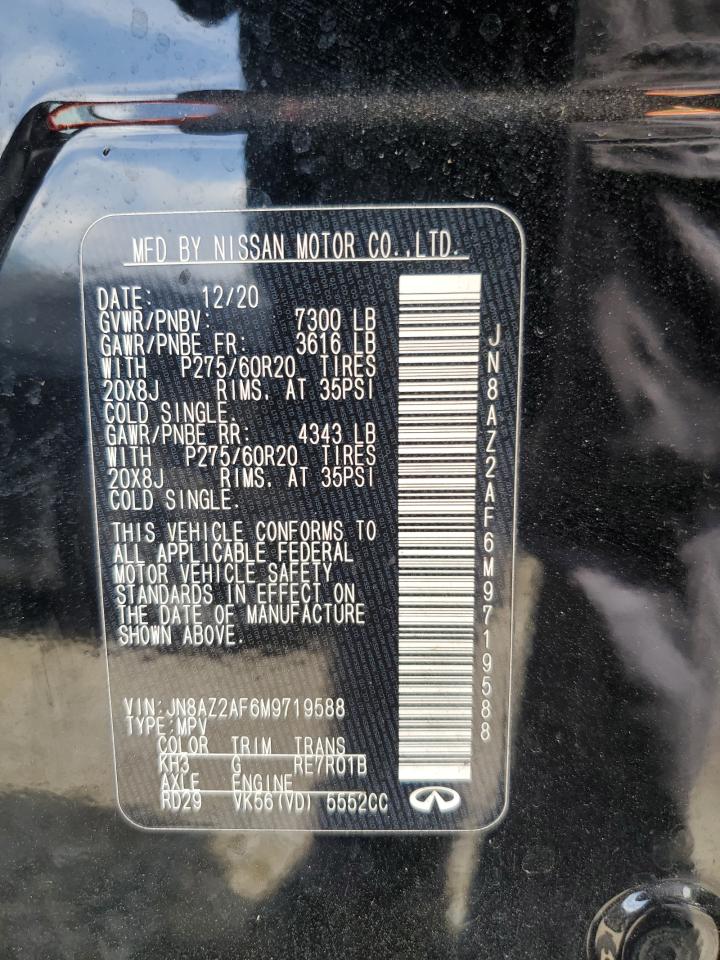 MFD BY NISSAN MOTOR CO.,LTD.
DATE: 12/20
GVWR/PNBV: 7300 LB
GAWR/PNBE FR: 3616 LB
WITH P275/60R20 TIRES
20X8J RIMS. AT 35PSI
COLD SINGLE.
GAWR/PNBE RR: 4343 LB
WITH P275/60R20 TIRES
20X8J RIMS. AT 35PSI
COLD SINGLE.
THIS VEHICLE CONFORMS TO
ALL APPLICABLE FEDERAL
MOTOR VEHICLE SAFETY
STANDARDS IN EFFECT ON
THE DATE OF MANUFACTURE
SHOWN ABOVE.
VIN:JN8AZ2AF6M9719588
TYPE:MPV
COLOR TRIM TRANS
KH3 G RE7R01B
AXLE ENGINE
RD29 VK56(VD) 5552CC
JN8AZ2AF6M9719588